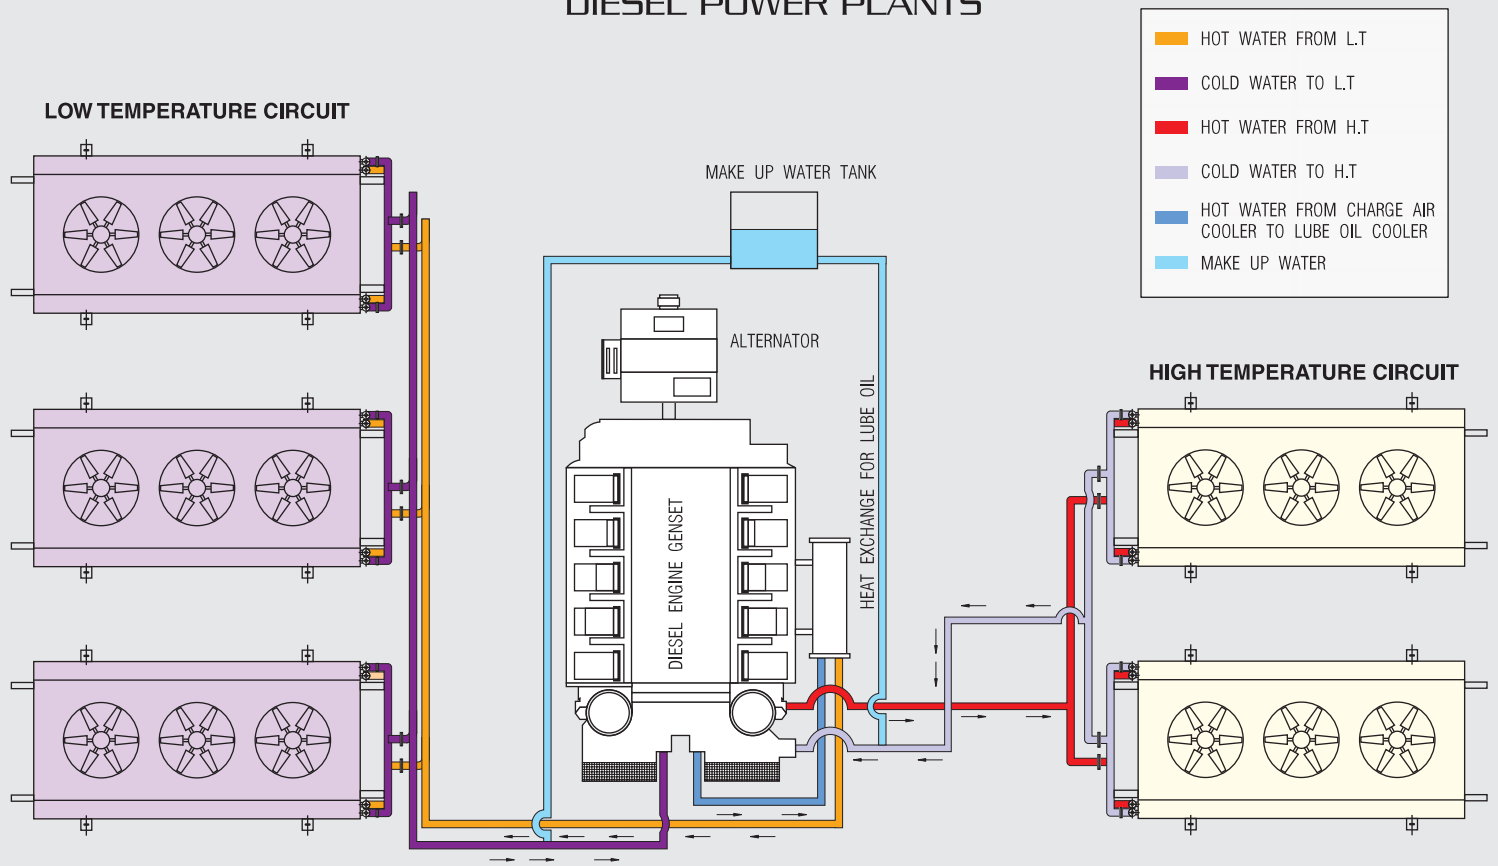 DIESEL POWER PLANTS
HOT WATER FROM L.T
COLD WATER TO L.T
HOT WATER FROM H.T
COLD WATER TO H.T
HOT WATER FROM CHARGE AIR
COOLER TO LUBE OIL COOLER
MAKE UP WATER
LOW TEMPERATURE CIRCUIT
MAKE UP WATER TANK
ALTERNATOR
HIGH TEMPERATURE CIRCUIT
HEAT EXCHANGE FOR LUBE OIL
DIESEL ENGINE GENSET